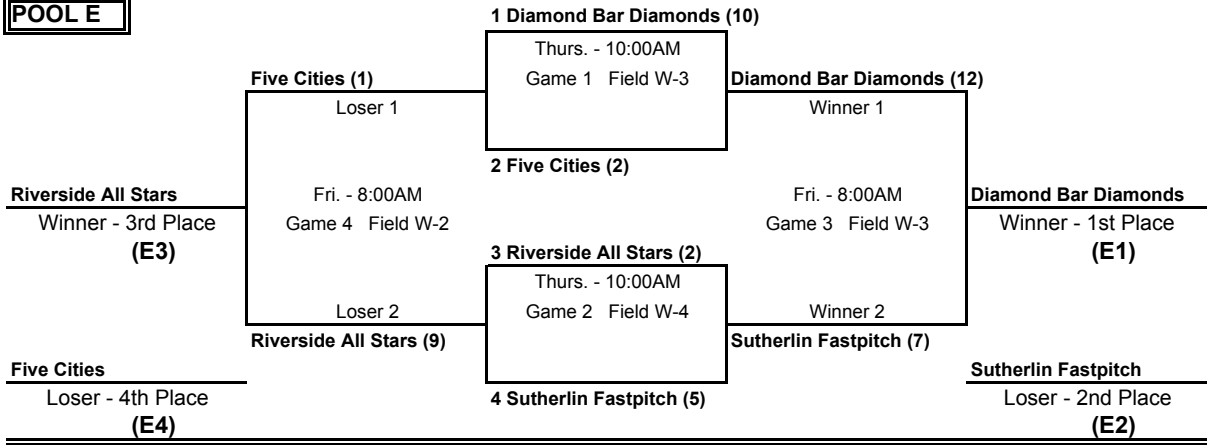 POOL E
1 Diamond Bar Diamonds (10)
Thurs. - 10:00AM
Five Cities (1)
Game 1 Field W-3
Diamond Bar Diamonds (12)
Loser 1
Winner 1
2 Five Cities (2)
Riverside All Stars
Fri. - 8:00AM
Fri. - 8:00AM
Diamond Bar Diamonds
Winner - 3rd Place
Game 4 Field W-2
Game 3 Field W-3
Winner - 1st Place
(E3)
3 Riverside All Stars (2)
(E1)
Thurs. - 10:00AM
Loser 2
Game 2 Field W-4
Winner 2
Riverside All Stars (9)
Sutherlin Fastpitch (7)
Five Cities
Sutherlin Fastpitch
Loser - 4th Place
4 Sutherlin Fastpitch (5)
Loser - 2nd Place
(E4)
(E2)